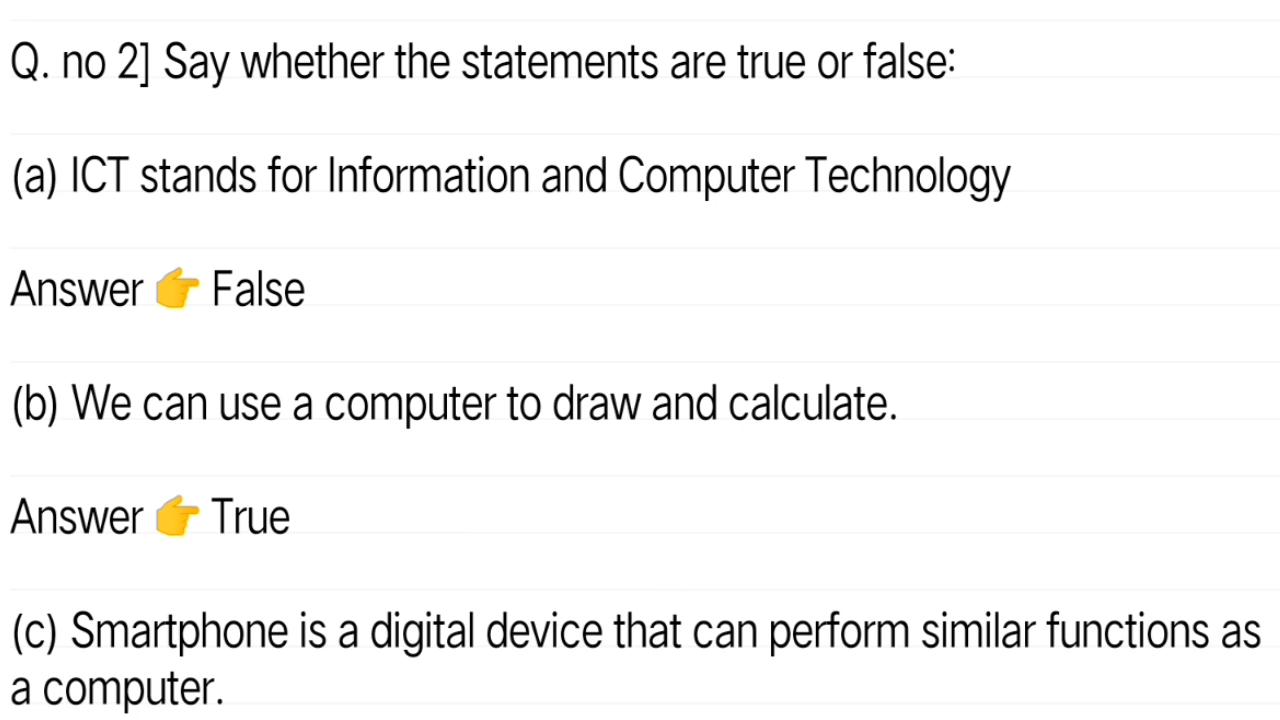 Q. no 2] Say whether the statements are true or false:
(a) ICT stands for Information and Computer Technology
Answer 👉 False
(b) We can use a computer to draw and calculate.
Answer 👉 True
(c) Smartphone is a digital device that can perform similar functions as
a computer.